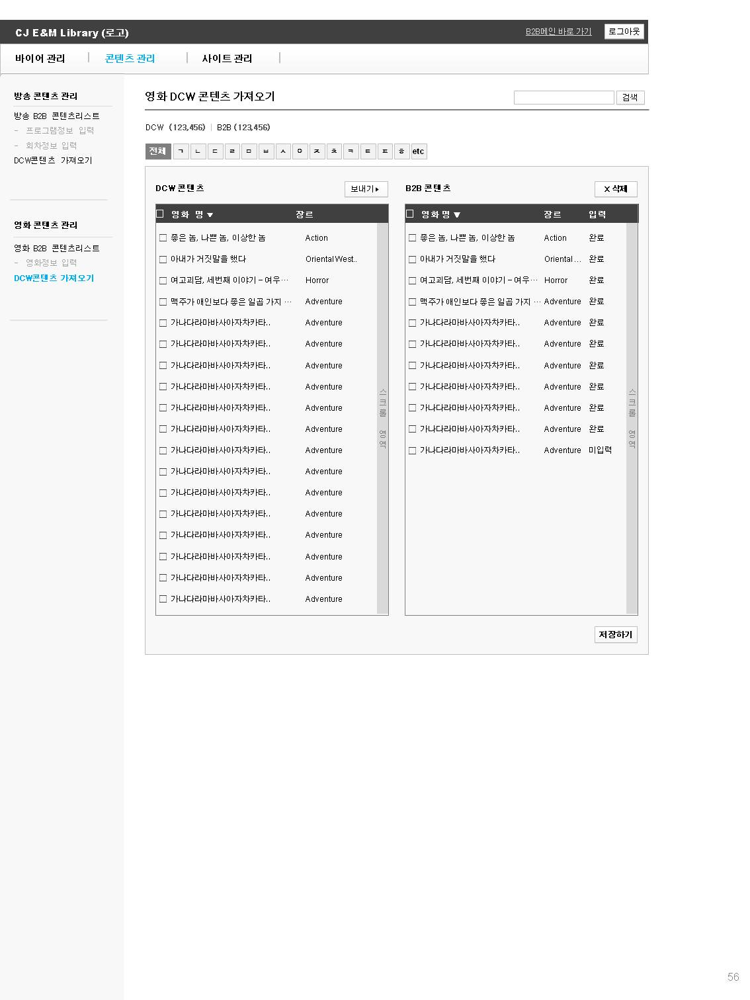 CJ E&M Library (로고)
B2B메인 바로 가기
로그아웃
바이어 관리
콘텐츠 관리
사이트 관리
방송 콘텐츠 관리
방송 B2B 콘텐츠리스트
- 프로그램정보 입력
- 회차정보 입력
DCW콘텐츠 가져오기
영화 콘텐츠 관리
영화 B2B 콘텐츠리스트
- 영화정보 입력
DCW콘텐츠 가져오기
영화 DCW 콘텐츠 가져오기
검색
DCW (123,456) | B2B (123,456)
전체 ㄱ ㄴ ㄷ ㄹ ㅁ ㅂ ㅅ ㅇ ㅈ ㅊ ㅋ ㅌ ㅍ ㅎ etc
DCW 콘텐츠
보내기▶
영화 명 ▼ 장르
좋은 놈, 나쁜 놈, 이상한 놈 Action
아내가 거짓말을 했다 Oriental West..
여고괴담, 세번째 이야기 – 여우… Horror
맥주가 애인보다 좋은 일곱 가지 … Adventure
가나다라마바사아자차카타.. Adventure
가나다라마바사아자차카타.. Adventure
가나다라마바사아자차카타.. Adventure
가나다라마바사아자차카타.. Adventure
가나다라마바사아자차카타.. Adventure
가나다라마바사아자차카타.. Adventure
가나다라마바사아자차카타.. Adventure
가나다라마바사아자차카타.. Adventure
가나다라마바사아자차카타.. Adventure
가나다라마바사아자차카타.. Adventure
가나다라마바사아자차카타.. Adventure
가나다라마바사아자차카타.. Adventure
가나다라마바사아자차카타.. Adventure
가나다라마바사아자차카타.. Adventure
스크롤 영역
B2B 콘텐츠
X 삭제
영화 명 ▼ 장르 입력
좋은 놈, 나쁜 놈, 이상한 놈 Action 완료
아내가 거짓말을 했다 Oriental … 완료
여고괴담, 세번째 이야기 – 여우… Horror 완료
맥주가 애인보다 좋은 일곱 가지 … Adventure 완료
가나다라마바사아자차카타.. Adventure 완료
가나다라마바사아자차카타.. Adventure 완료
가나다라마바사아자차카타.. Adventure 완료
가나다라마바사아자차카타.. Adventure 완료
가나다라마바사아자차카타.. Adventure 완료
가나다라마바사아자차카타.. Adventure 완료
가나다라마바사아자차카타.. Adventure 미입력
스크롤 영역
저장하기
56